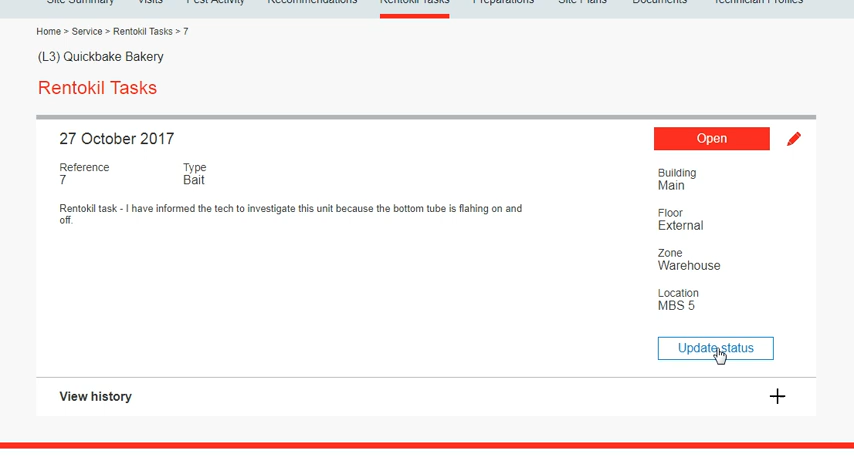 Site Summary Visits Pest Activity Recommendations Rentokil Tasks Preparations Site Plans Documents Technician Profiles
Home > Service > Rentokil Tasks > 7
(L3) Quickbake Bakery
Rentokil Tasks
27 October 2017
Open
Reference
7
Type
Bait
Rentokil task - I have informed the tech to investigate this unit because the bottom tube is flahing on and
off.
Building
Main
Floor
External
Zone
Warehouse
Location
MBS 5
Update status
View history